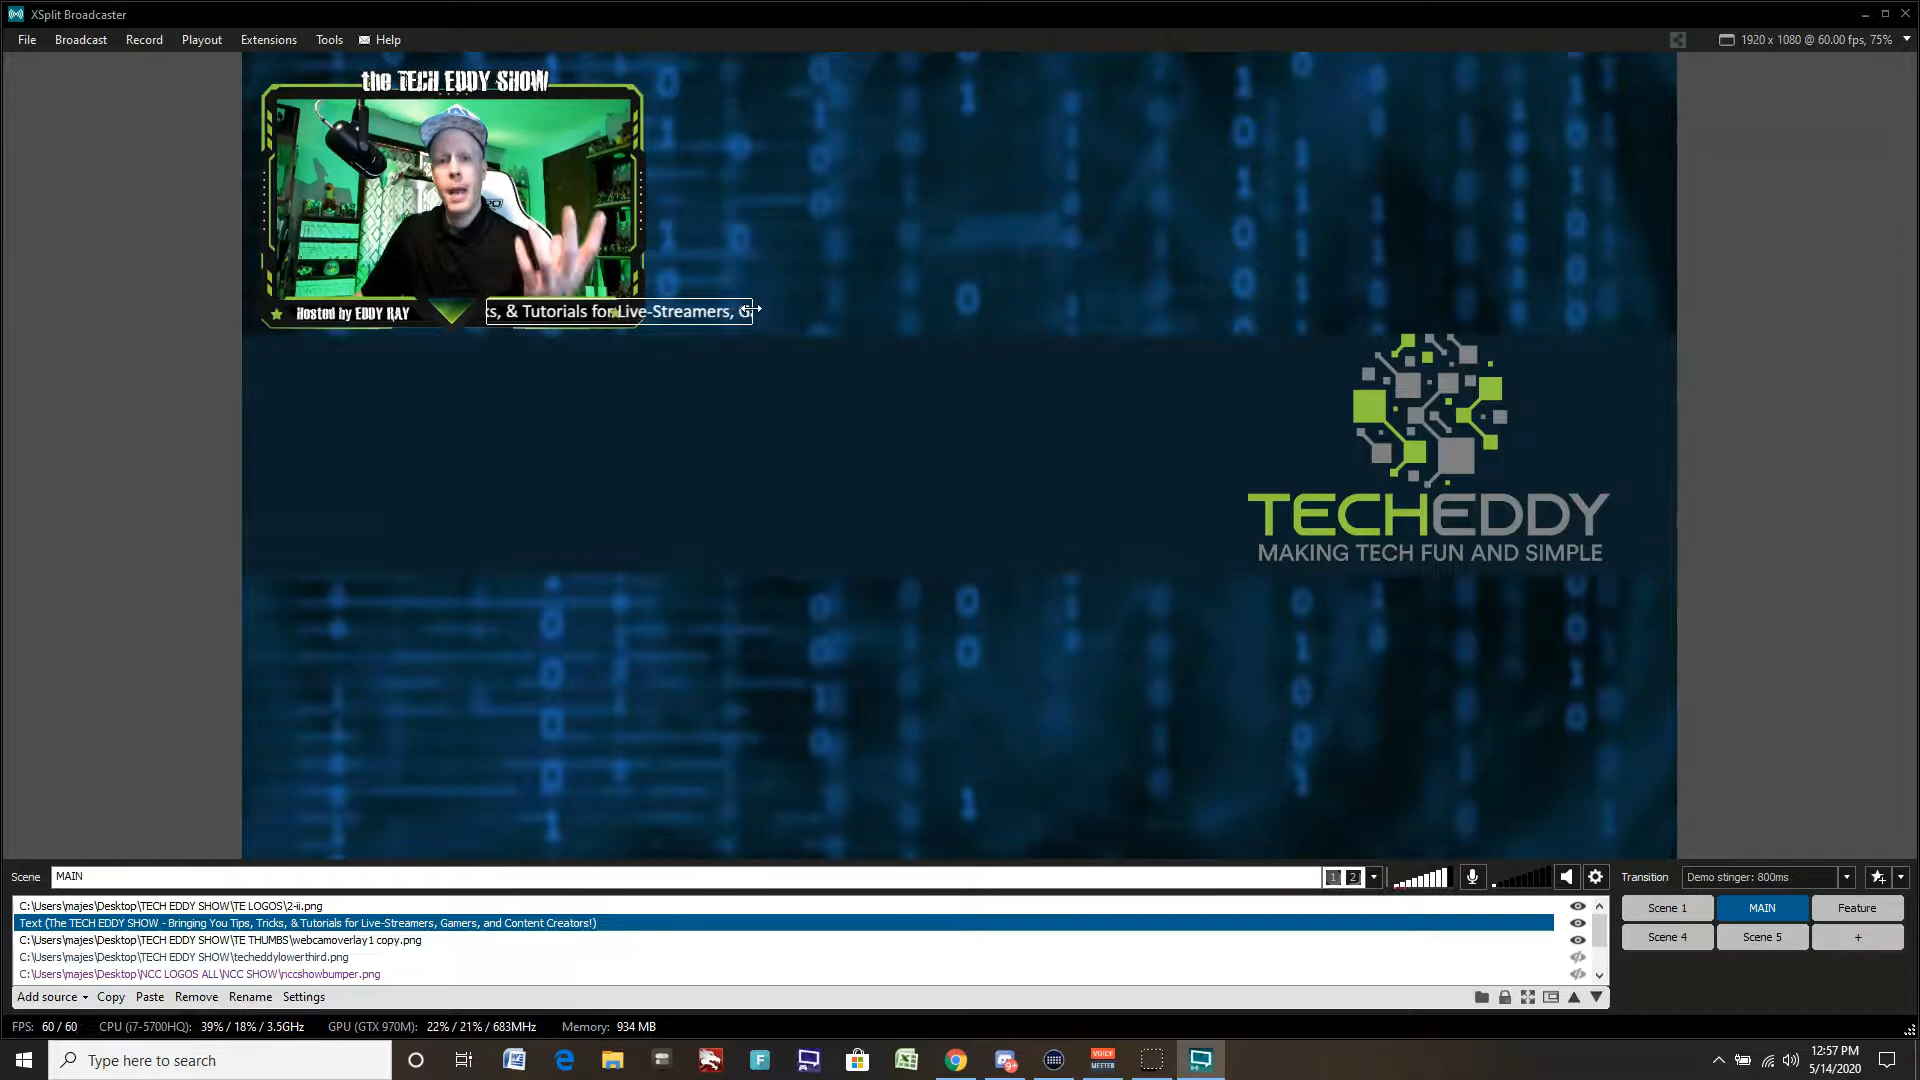 XSplit Broadcaster
File Broadcast Record Playout Extensions Tools Help
1920 x 1080 @ 60.00 fps, 75%
the TECH EDDY SHOW
Hosted by EDDY RAY
s, & Tutorials for Live-Streamers, G
TECHEDDY
MAKING TECH FUN AND SIMPLE
Scene MAIN 1 2
Transition Demo stinger: 800ms
C:\Users\majes\Desktop\TECH EDDY SHOW\TE LOGOS\2-ii.png
Text (The TECH EDDY SHOW - Bringing You Tips, Tricks, & Tutorials for Live-Streamers, Gamers, and Content Creators!)
C:\Users\majes\Desktop\TECH EDDY SHOW\TE THUMBS\webcamoverlay1 copy.png
C:\Users\majes\Desktop\TECH EDDY SHOW\techeddylowerthird.png
C:\Users\majes\Desktop\NCC LOGOS ALL\NCC SHOW\nccshowbumper.png
Scene 1 MAIN Feature
Scene 4 Scene 5 +
Add source Copy Paste Remove Rename Settings
FPS: 60 / 60 CPU (i7-5700HQ): 39% / 18% / 3.5GHz GPU (GTX 970M): 22% / 21% / 683MHz Memory: 934 MB
Type here to search
VOICE
MEETER
9+
12:57 PM
5/14/2020